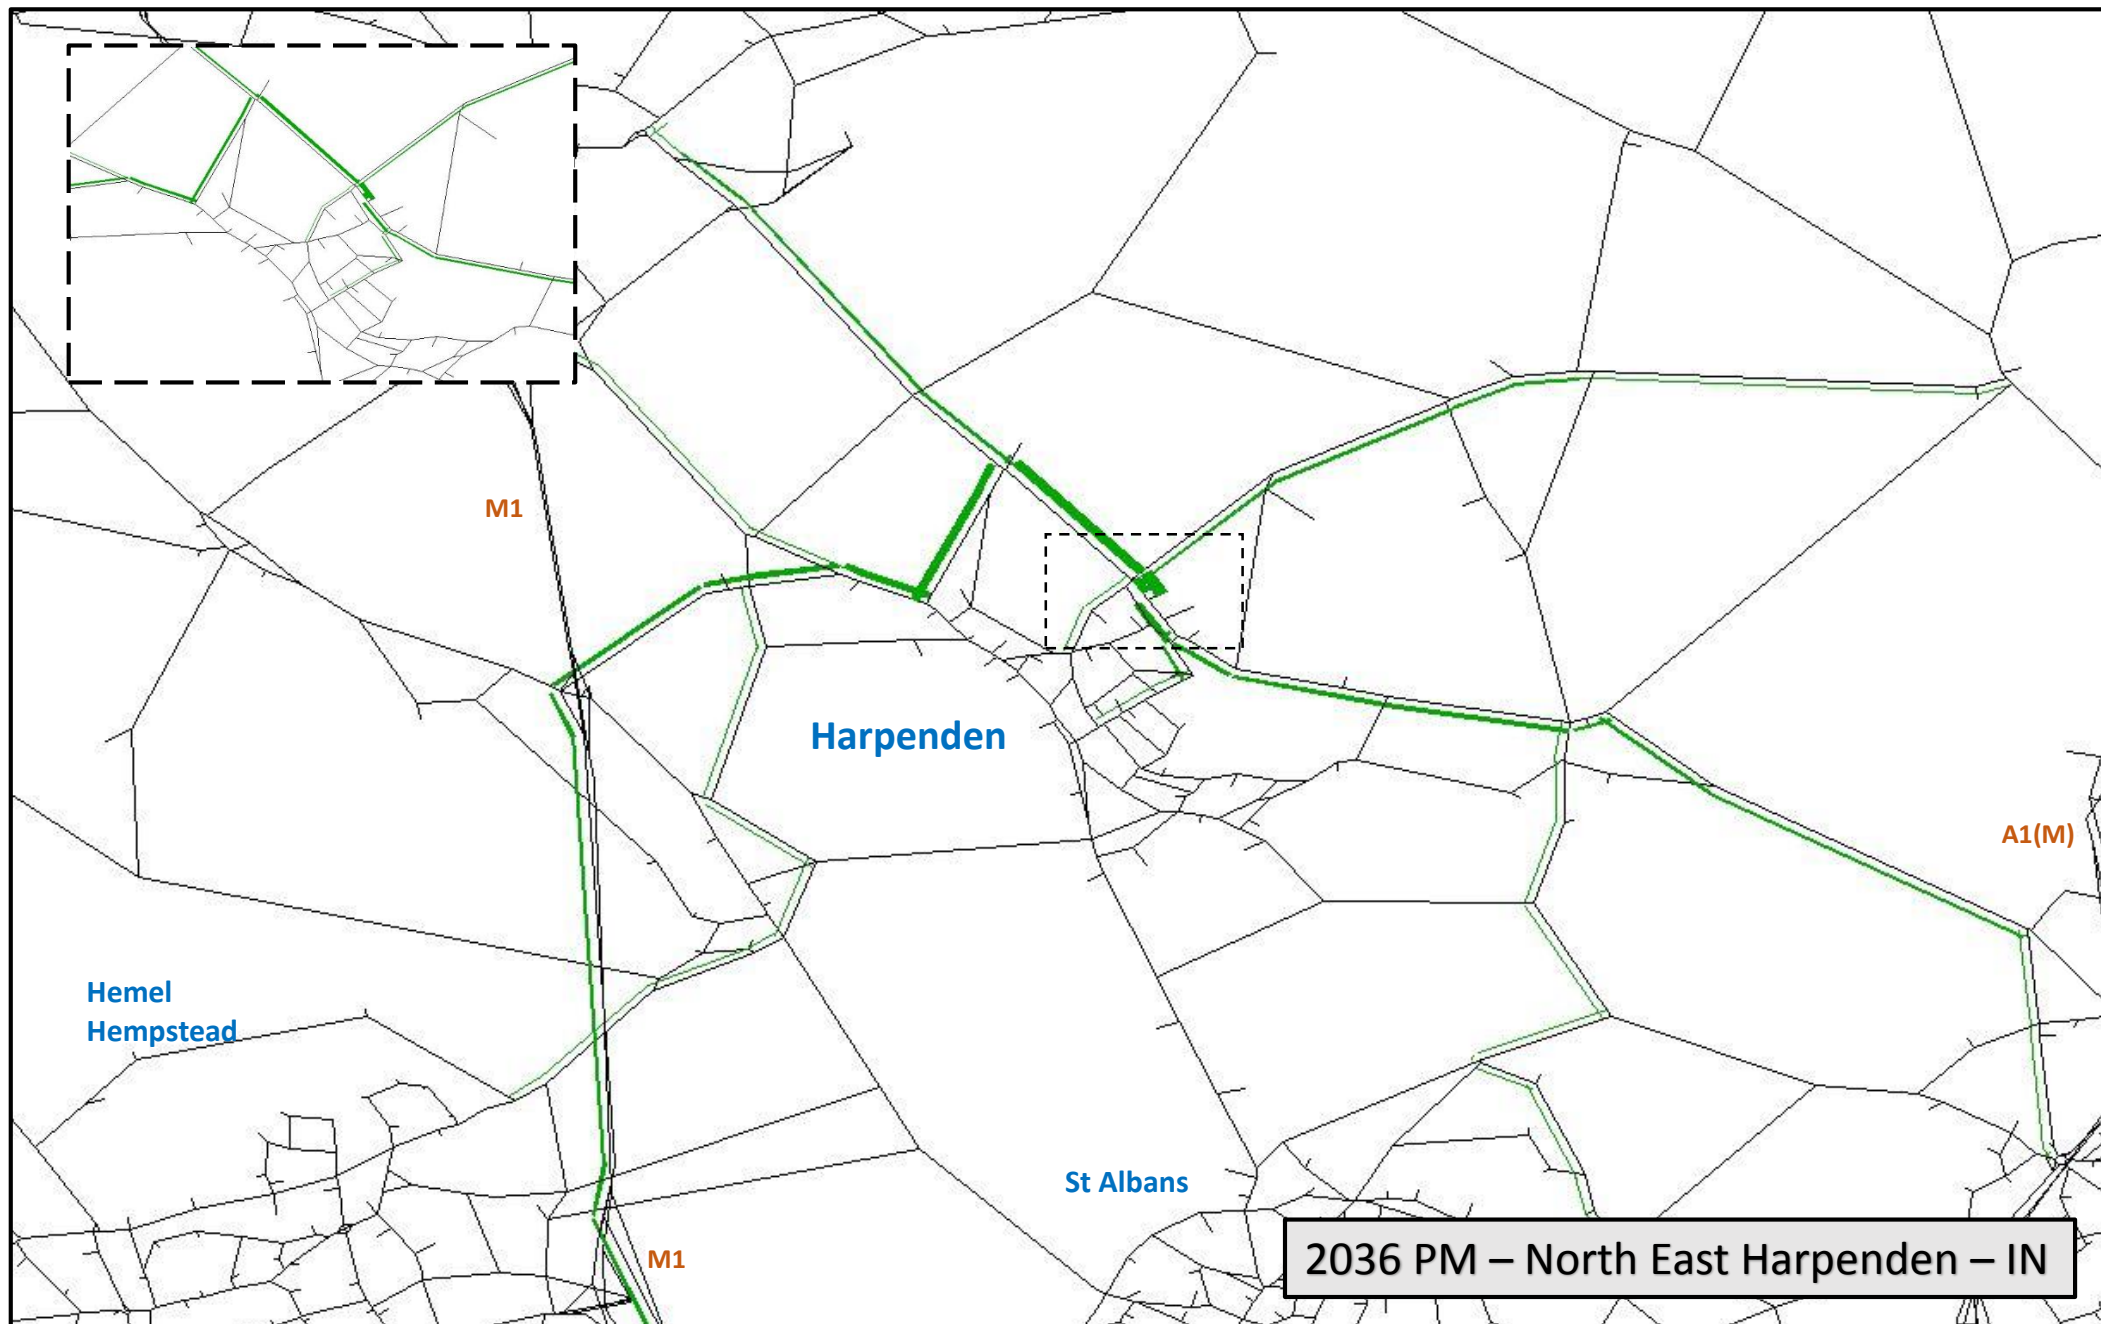 M1
Harpenden
A1(M)
Hemel
Hempstead
St Albans
M1
2036 PM – North East Harpenden – IN